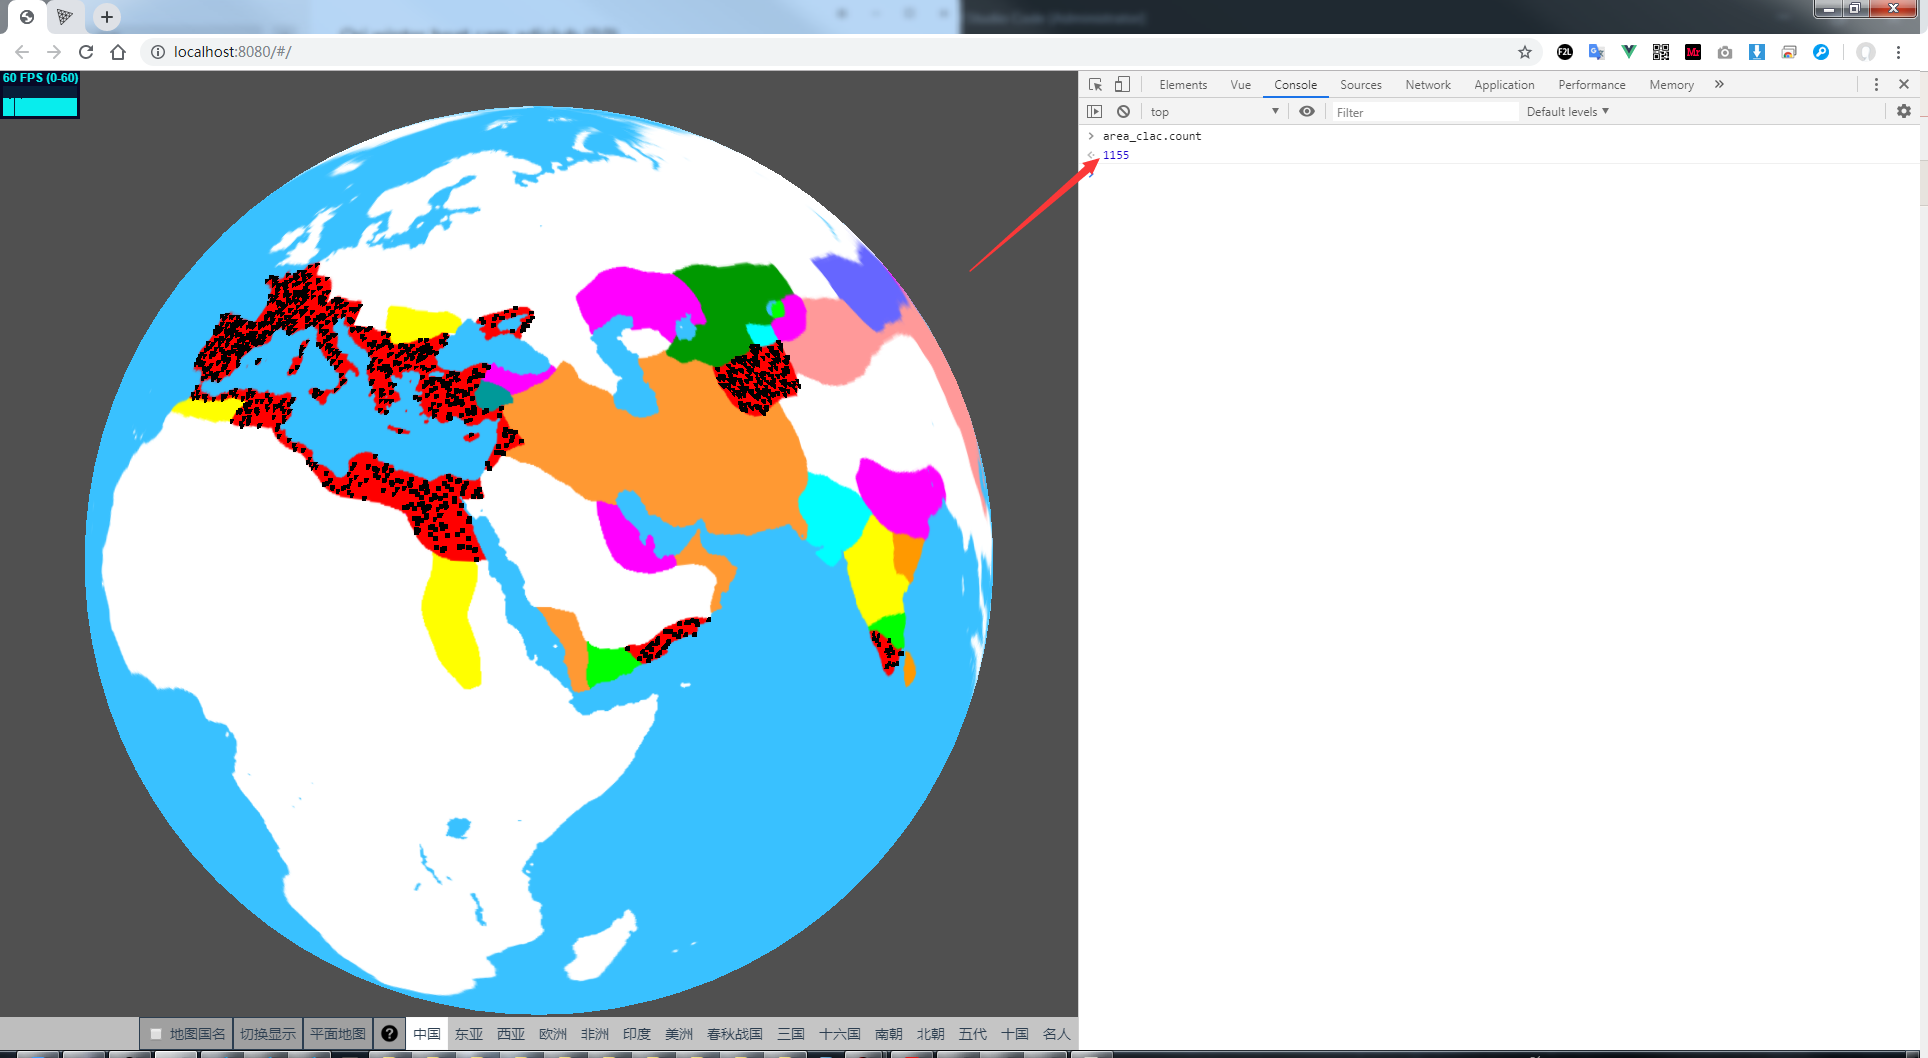 localhost:8080/#/
60 FPS (0-60)
Elements Vue Console Sources Network Application Performance Memory »
top Filter Default levels
area_clac.count
1155
地图国名 切换显示 平面地图 ? 中国 东亚 西亚 欧洲 非洲 印度 美洲 春秋战国 三国 十六国 南朝 北朝 五代 十国 名人